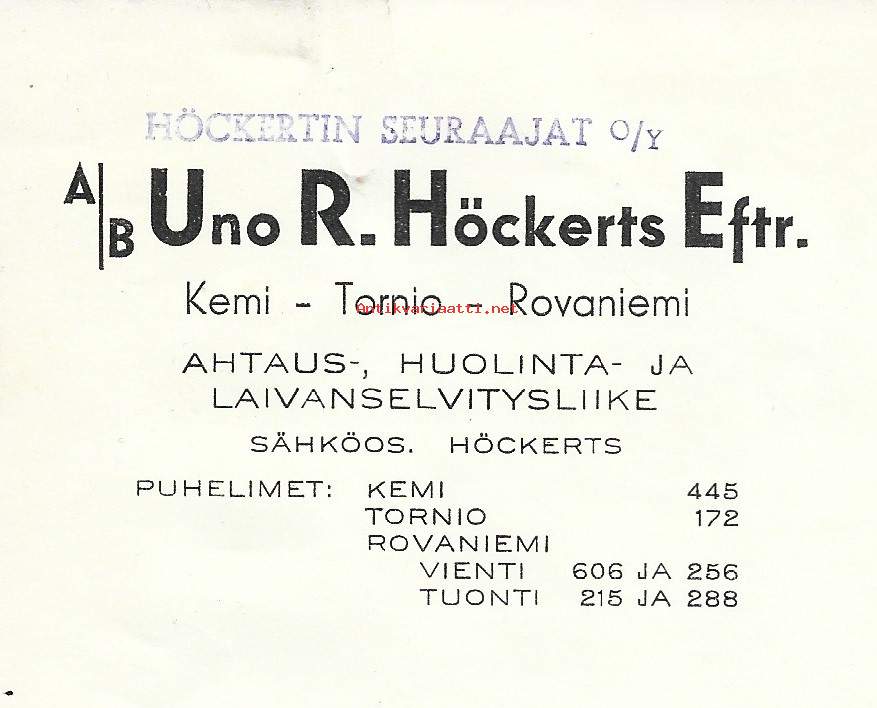 HÖCKERTIN SEURAAJAT O/Y
A/B Uno R. Höckerts Eftr.
Kemi - Tornio - Rovaniemi
Antikvariaatti.net
AHTAUS-, HUOLINTA- JA
LAIVANSELVITYSLIIKE
SÄHKÖOS. HÖCKERTS
PUHELIMET: KEMI 445
TORNIO 172
ROVANIEMI
VIENTI 606 JA 256
TUONTI 215 JA 288